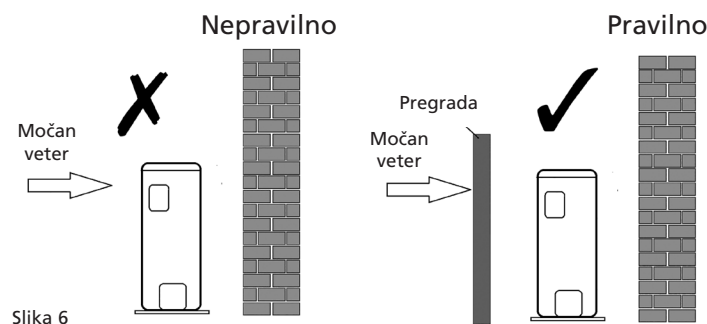 Nepravilno
Močan
veter
Slika 6
Pravilno
Pregrada
Močan
veter